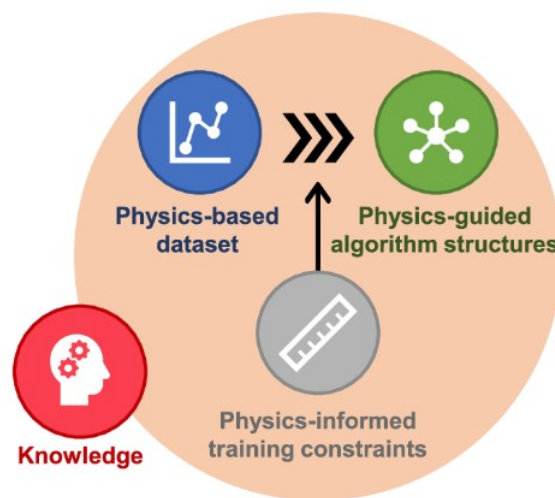 Physics-based
dataset
Physics-guided
algorithm structures
Physics-informed
training constraints
Knowledge